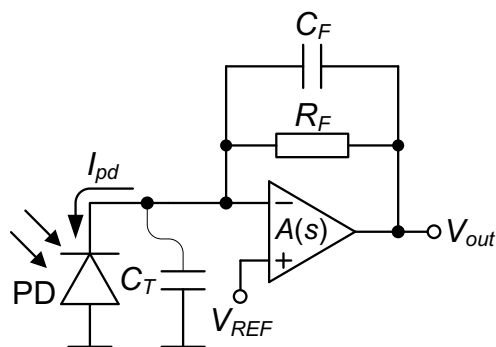 C_F
R_F
I_pd
A(s)
−
+
V_out
C_T
PD
V_REF